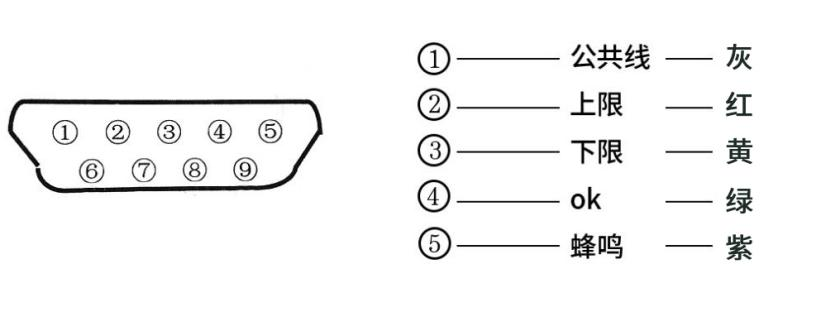 ① ② ③ ④ ⑤
⑥ ⑦ ⑧ ⑨
① 公共线 灰
② 上限 红
③ 下限 黄
④ ok 绿
⑤ 蜂鸣 紫